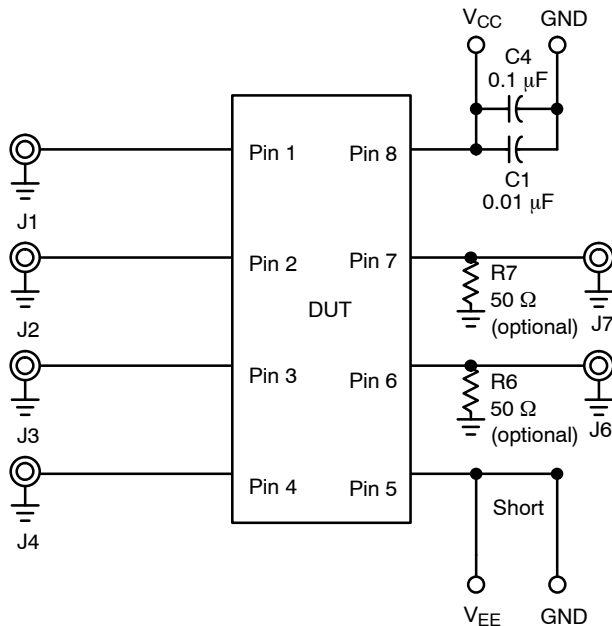 VCC GND
C4
0.1 μF
Pin 1 Pin 8
C1
0.01 μF
J1
Pin 2 Pin 7
R7
50 Ω
(optional)
J2
DUT
J7
Pin 3 Pin 6
R6
50 Ω
(optional)
J3
J6
Pin 4 Pin 5
Short
J4
VEE GND